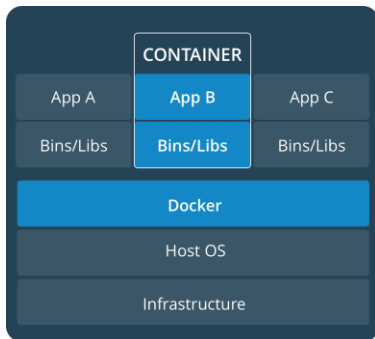 CONTAINER
App A App B App C
Bins/Libs Bins/Libs Bins/Libs
Docker
Host OS
Infrastructure